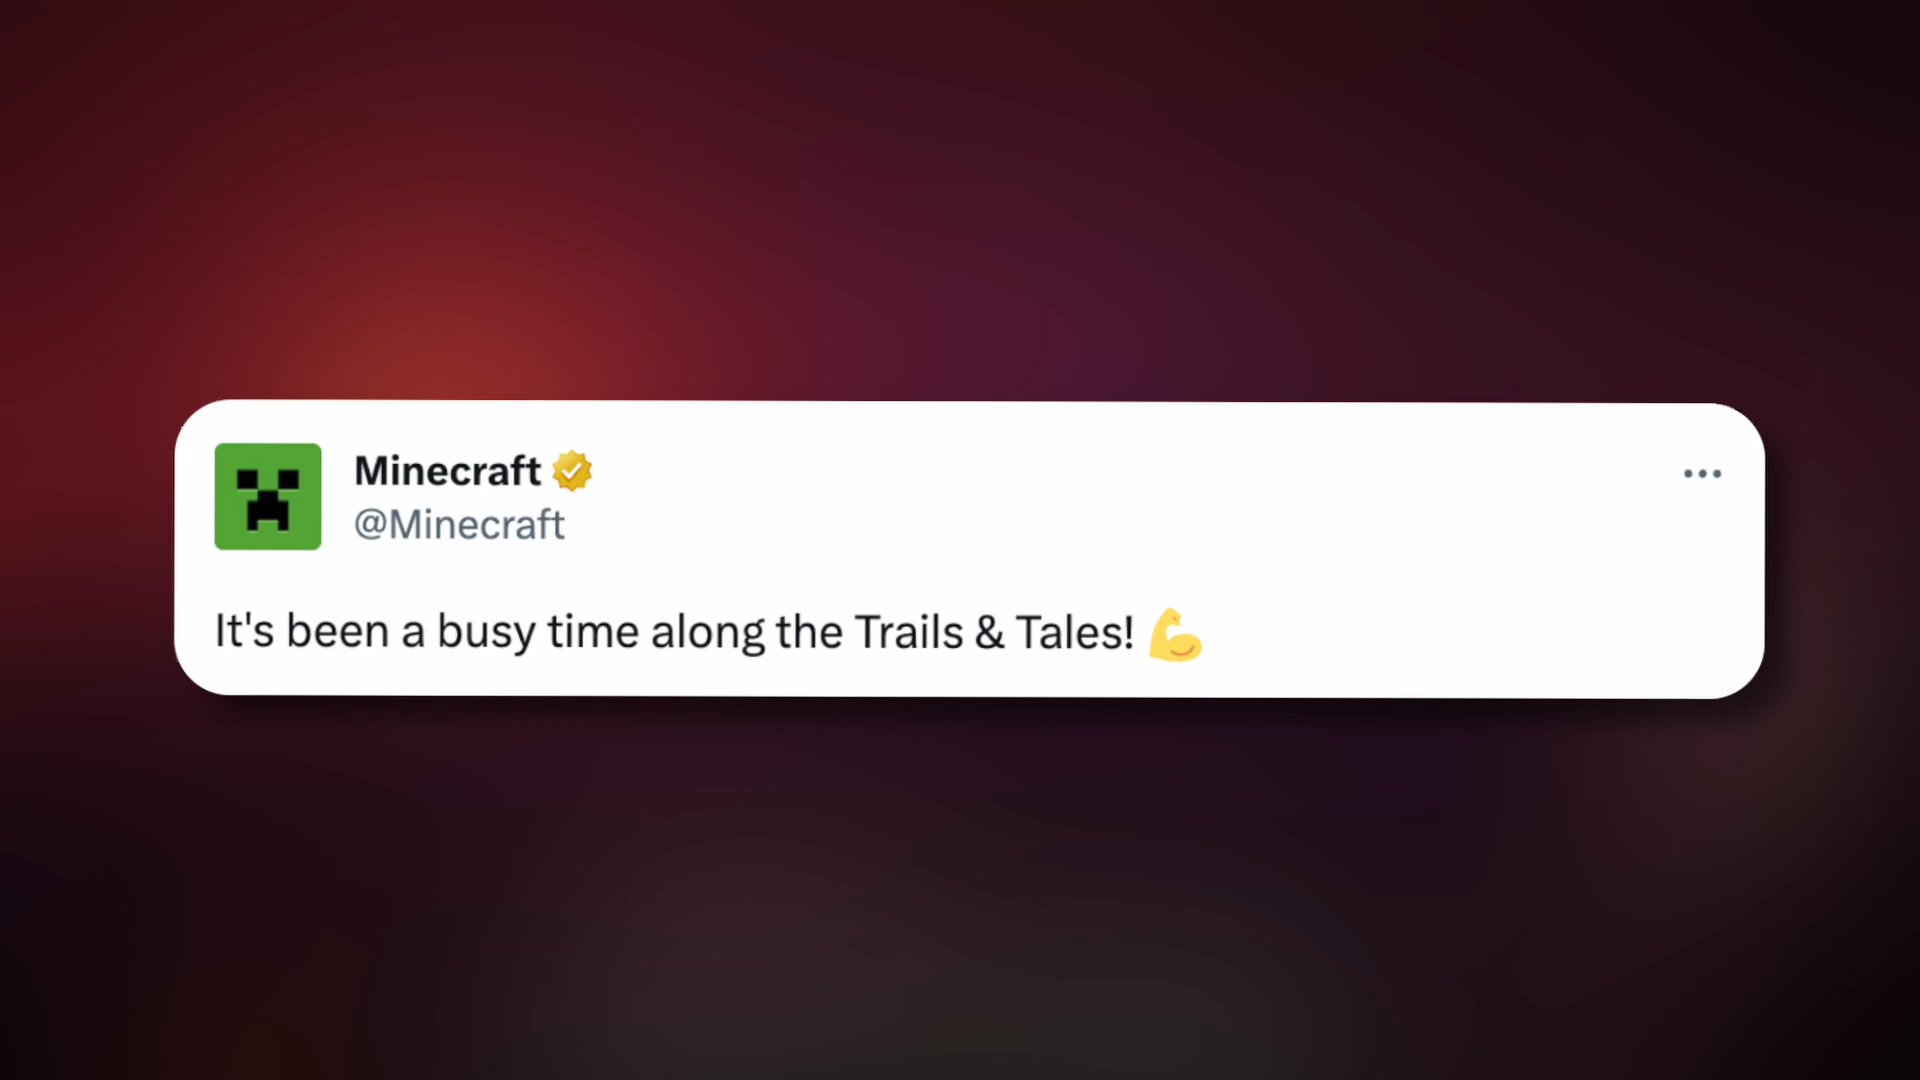 Minecraft
@Minecraft
It's been a busy time along the Trails & Tales! 💪